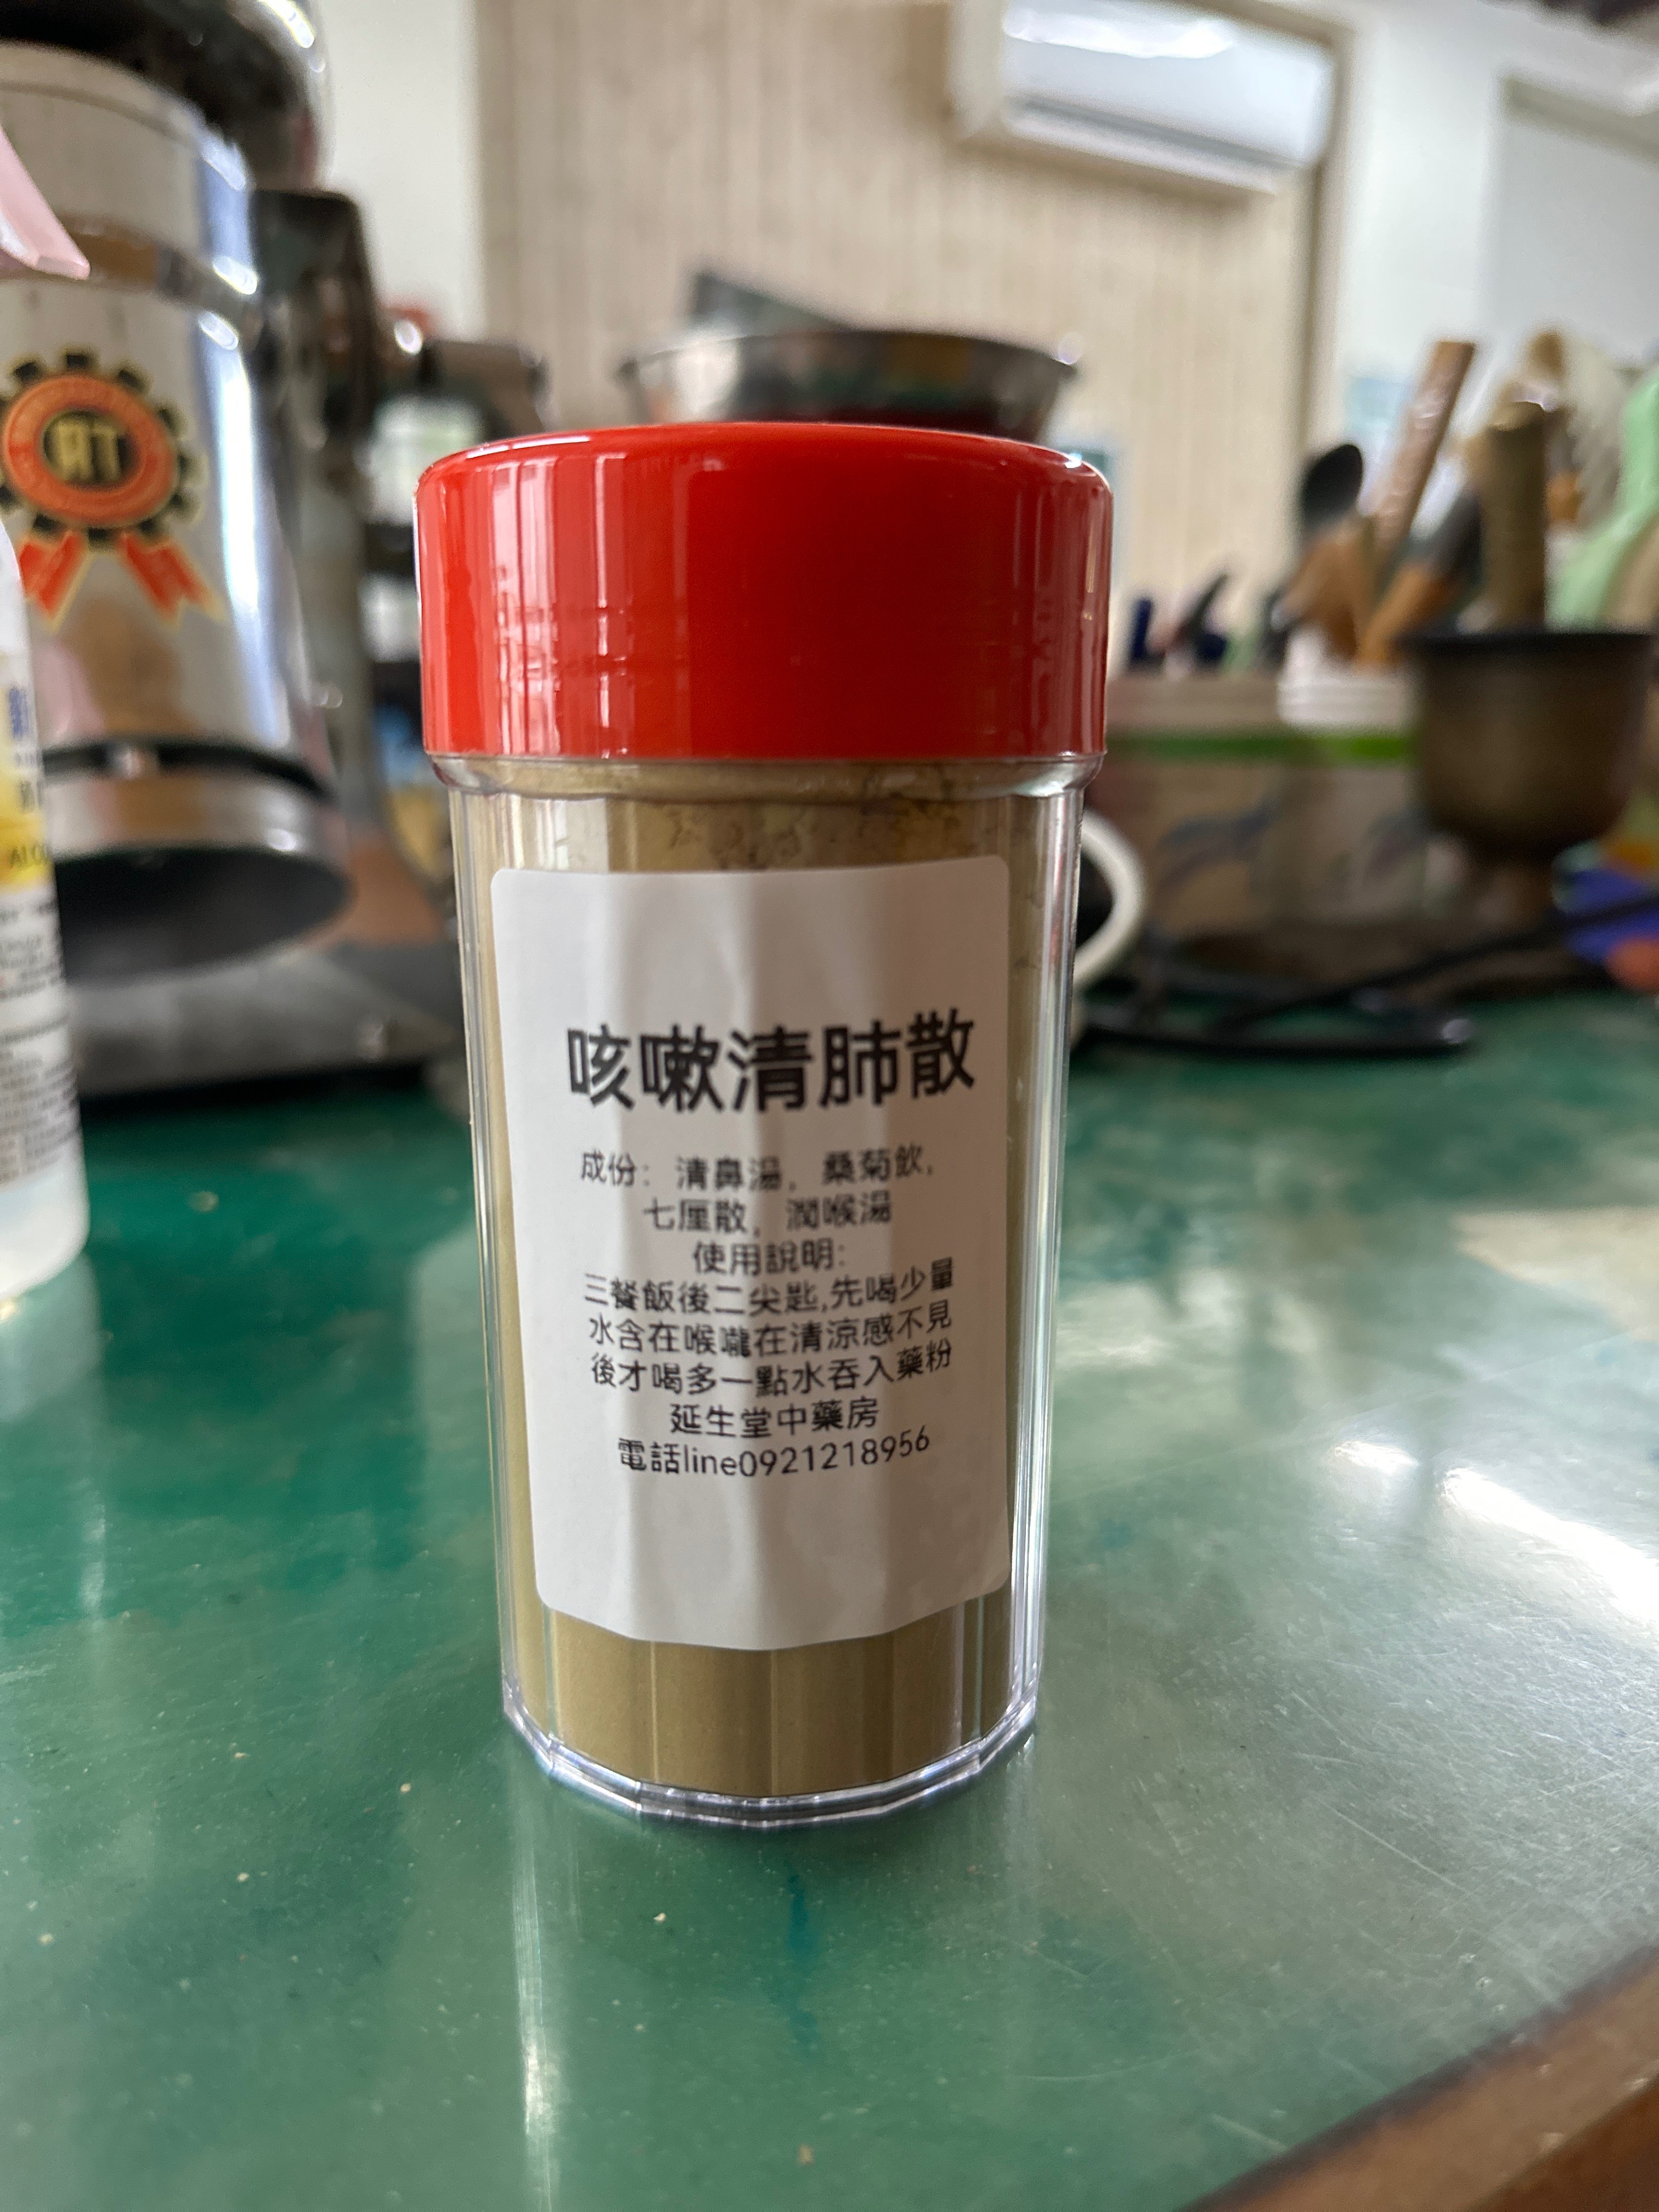 咳嗽清肺散
成份：清鼻湯，桑菊飲，
七厘散，潤喉湯
使用說明：
三餐飯後二尖匙,先喝少量
水含在喉嚨在清涼感不見
後才喝多一點水吞入藥粉
延生堂中藥房
電話line0921218956
RT